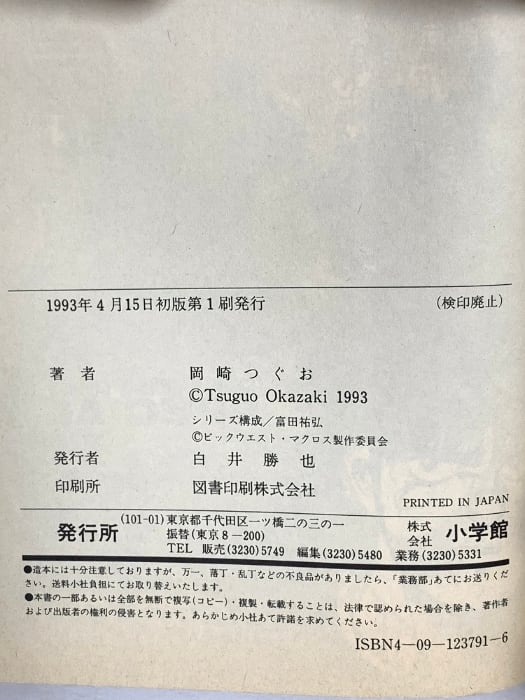 1993年4月15日初版第1刷発行 (検印廃止)
著者 岡崎つぐお
©Tsuguo Okazaki 1993
シリーズ構成/富田祐弘
©ビックウエスト・マクロス製作委員会
発行者 白井勝也
印刷所 図書印刷株式会社
PRINTED IN JAPAN
発行所 (101-01)東京都千代田区一ツ橋二の三の一 株式会社 小学館
振替(東京8-200)
TEL 販売(3230)5749 編集(3230)5480 業務(3230)5331
●造本には十分注意しておりますが、万一、落丁・乱丁などの不良品がありましたら、「業務部」あてにお送りくだ
さい。送料小社負担にてお取り替えいたします。
●本書の一部あるいは全部を無断で複写(コピー)・複製・転載することは、法律で認められた場合を除き、著作者
および出版者の権利の侵害となります。あらかじめ小社あて許諾を求めてください。
ISBN4-09-123791-6